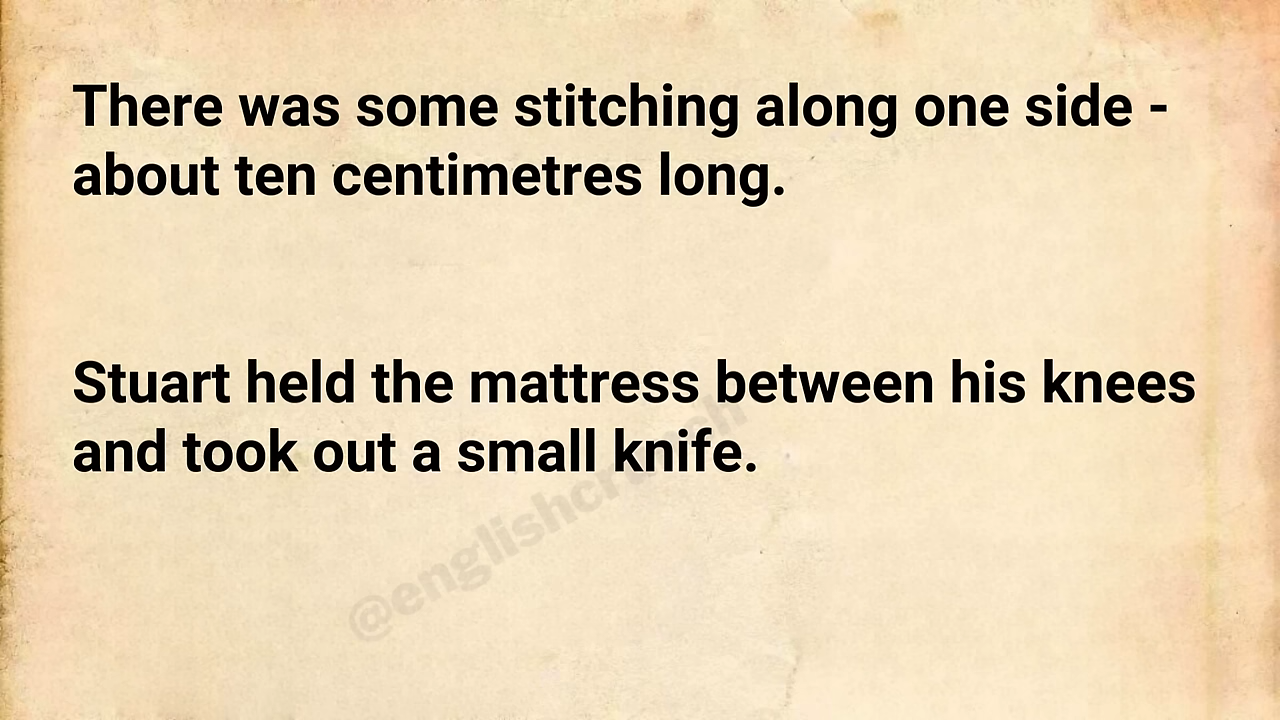 There was some stitching along one side -
about ten centimetres long.
Stuart held the mattress between his knees
and took out a small knife.